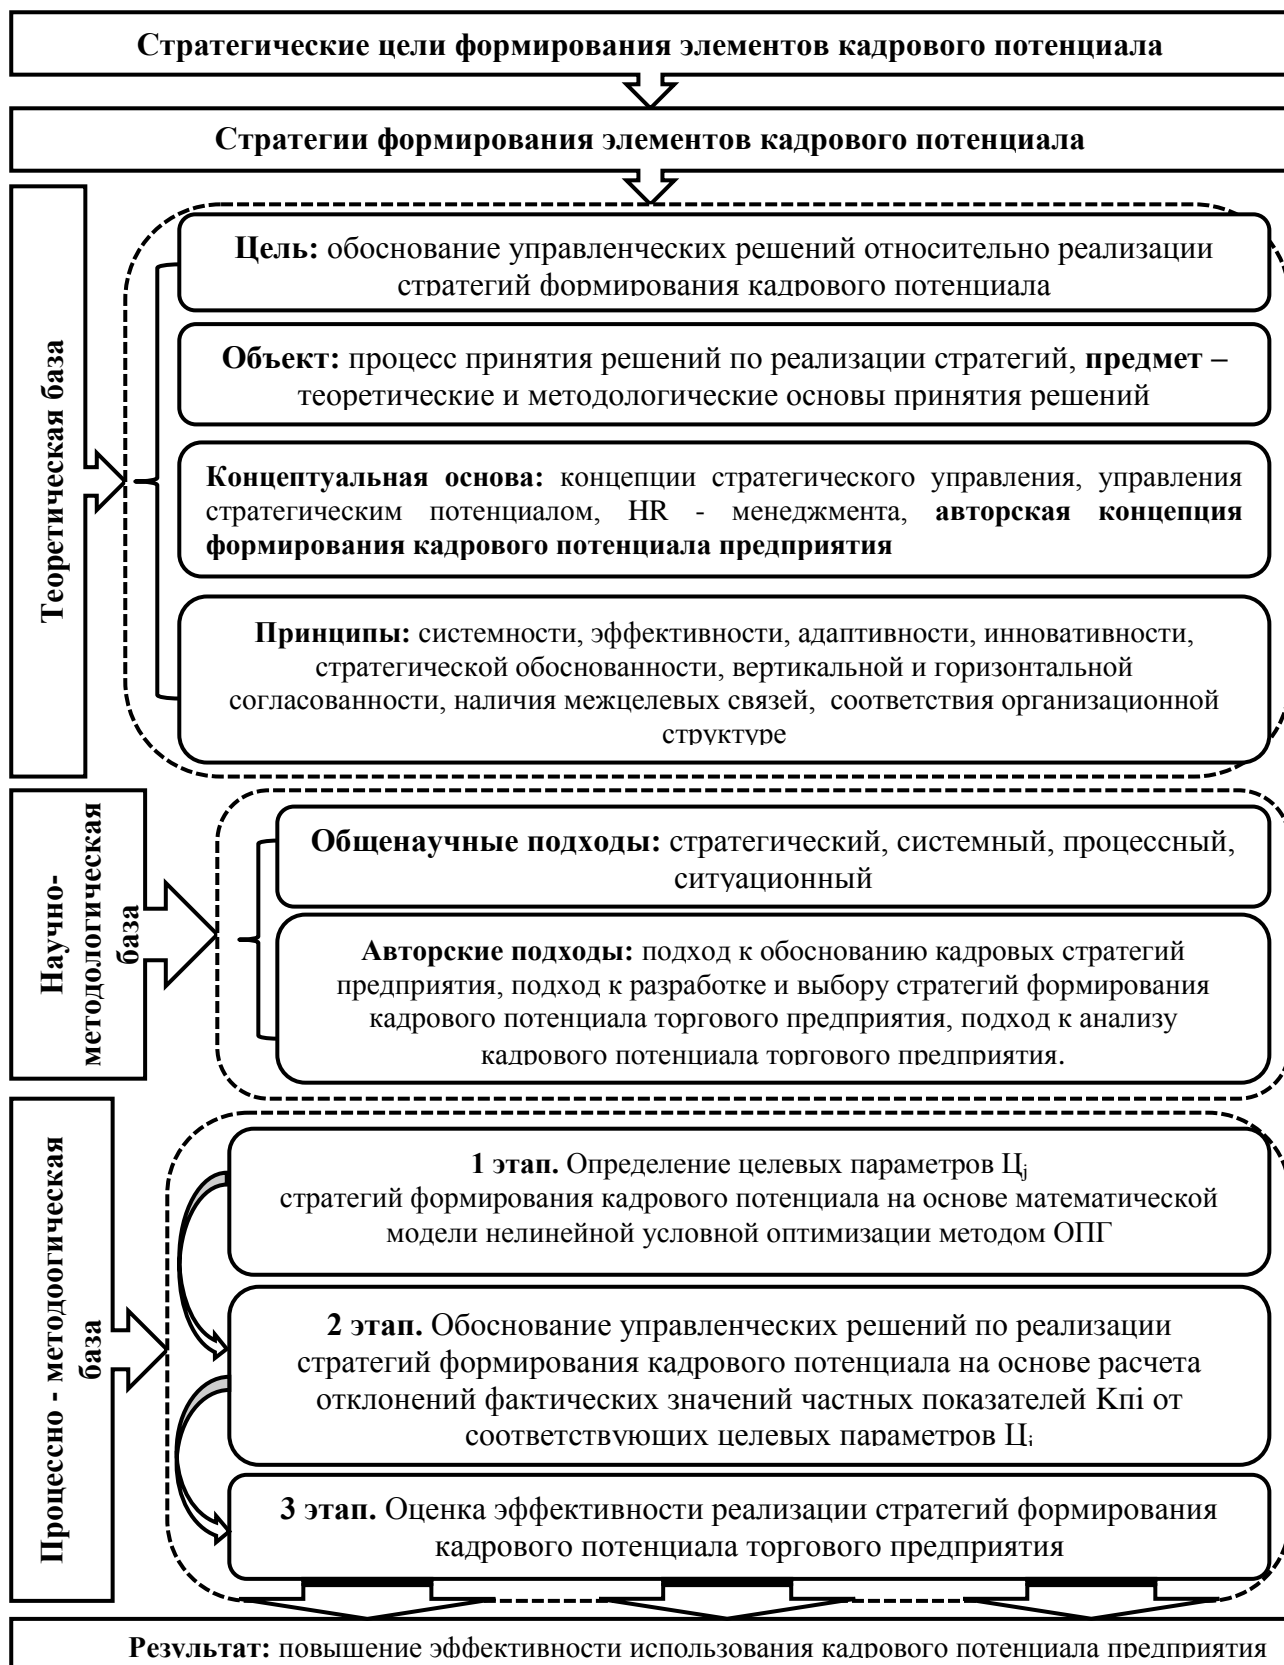 Стратегические цели формирования элементов кадрового потенциала
Стратегии формирования элементов кадрового потенциала
Теоретическая база
Цель: обоснование управленческих решений относительно реализации
стратегий формирования кадрового потенциала
Объект: процесс принятия решений по реализации стратегий, предмет –
теоретические и методологические основы принятия решений
Концептуальная основа: концепции стратегического управления, управления
стратегическим потенциалом, HR - менеджмента, авторская концепция
формирования кадрового потенциала предприятия
Принципы: системности, эффективности, адаптивности, инновативности,
стратегической обоснованности, вертикальной и горизонтальной
согласованности, наличия межцелевых связей, соответствия организационной
структуре
Научно-
методологическая
база
Общенаучные подходы: стратегический, системный, процессный,
ситуационный
Авторские подходы: подход к обоснованию кадровых стратегий
предприятия, подход к разработке и выбору стратегий формирования
кадрового потенциала торгового предприятия, подход к анализу
кадрового потенциала торгового предприятия.
Процессно - методоогическая
база
1 этап. Определение целевых параметров Цj
стратегий формирования кадрового потенциала на основе математической
модели нелинейной условной оптимизации методом ОПГ
2 этап. Обоснование управленческих решений по реализации
стратегий формирования кадрового потенциала на основе расчета
отклонений фактических значений частных показателей Кпi от
соответствующих целевых параметров Цj
3 этап. Оценка эффективности реализации стратегий формирования
кадрового потенциала торгового предприятия
Результат: повышение эффективности использования кадрового потенциала предприятия